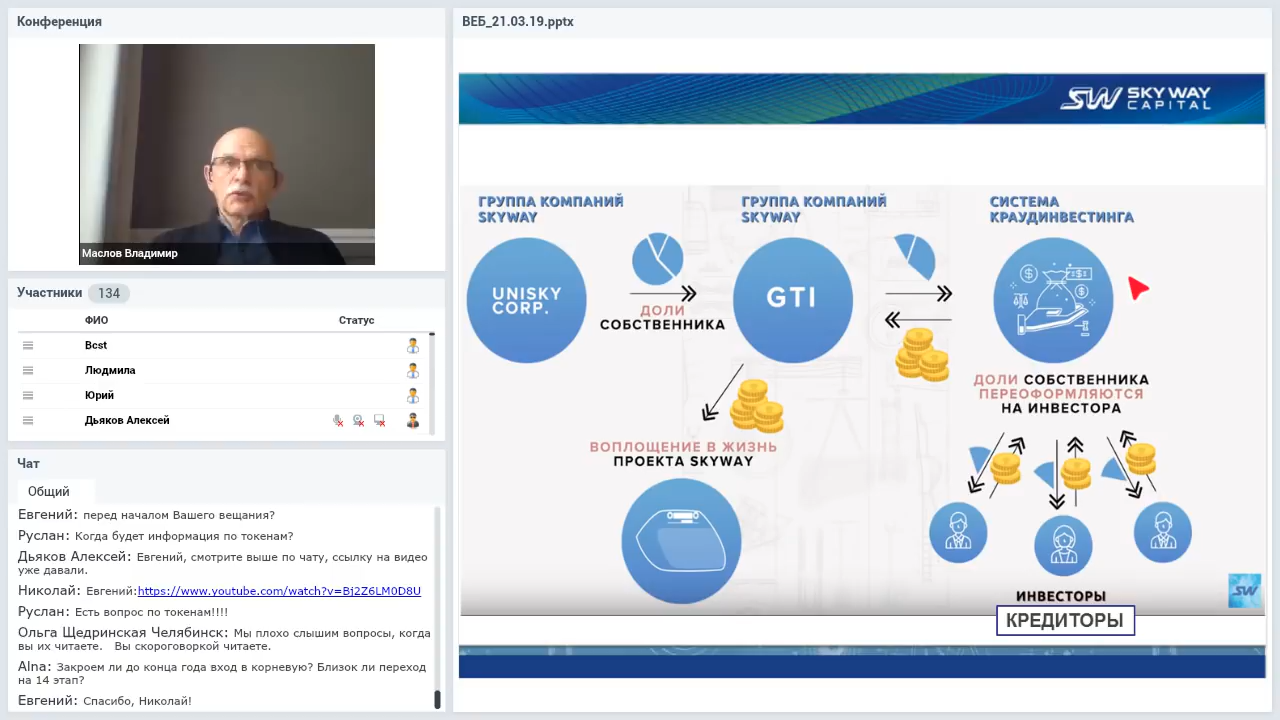 Конференция
Маслов Владимир
Участники 134
ФИО Статус
Bcst
Людмила
Юрий
Дьяков Алексей
Чат
Общий
Евгений: перед началом Вашего вещания?
Руслан: Когда будет информация по токенам?
Дьяков Алексей: Евгений, смотрите выше по чату, ссылку на видео
уже давали.
Николай: Евгений:https://www.youtube.com/watch?v=Bj2Z6LM0D8U
Руслан: Есть вопрос по токенам!!!!
Ольга Щедринская Челябинск: Мы плохо слышим вопросы, когда
вы их читаете. Вы скороговоркой читаете.
Alna: Закроем ли до конца года вход в корневую? Близок ли переход
на 14 этап?
Евгений: Спасибо, Николай!
ВЕБ_21.03.19.pptx
SW SKY WAY
CAPITAL
ГРУППА КОМПАНИЙ
SKYWAY
UNISKY
CORP.
ДОЛИ
СОБСТВЕННИКА
ГРУППА КОМПАНИЙ
SKYWAY
GTI
ВОПЛОЩЕНИЕ В ЖИЗНЬ
ПРОЕКТА SKYWAY
СИСТЕМА
КРАУДИНВЕСТИНГА
ДОЛИ СОБСТВЕННИКА
ПЕРЕОФОРМЛЯЮТСЯ
НА ИНВЕСТОРА
ИНВЕСТОРЫ
КРЕДИТОРЫ
SW